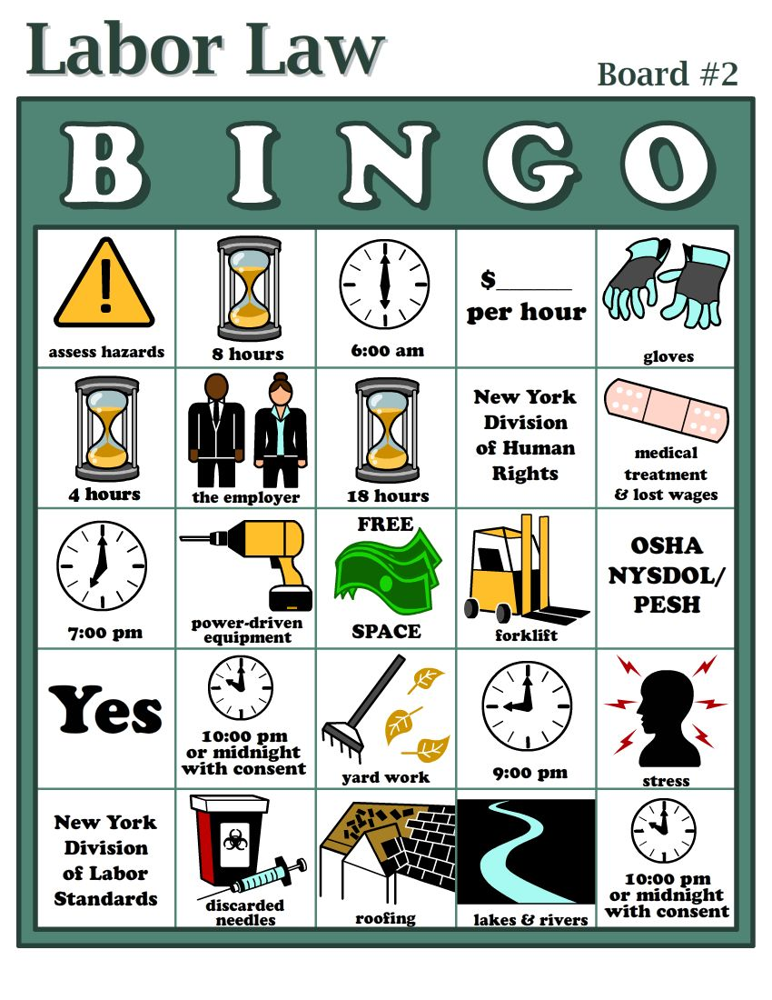 Labor Law
Board #2
B I N G O
assess hazards
8 hours
6:00 am
$______
per hour
gloves
4 hours
the employer
18 hours
New York
Division
of Human
Rights
medical
treatment
& lost wages
7:00 pm
power-driven
equipment
FREE
SPACE
forklift
OSHA
NYSDOL/
PESH
Yes
10:00 pm
or midnight
with consent
yard work
9:00 pm
stress
New York
Division
of Labor
Standards
discarded
needles
roofing
lakes & rivers
10:00 pm
or midnight
with consent